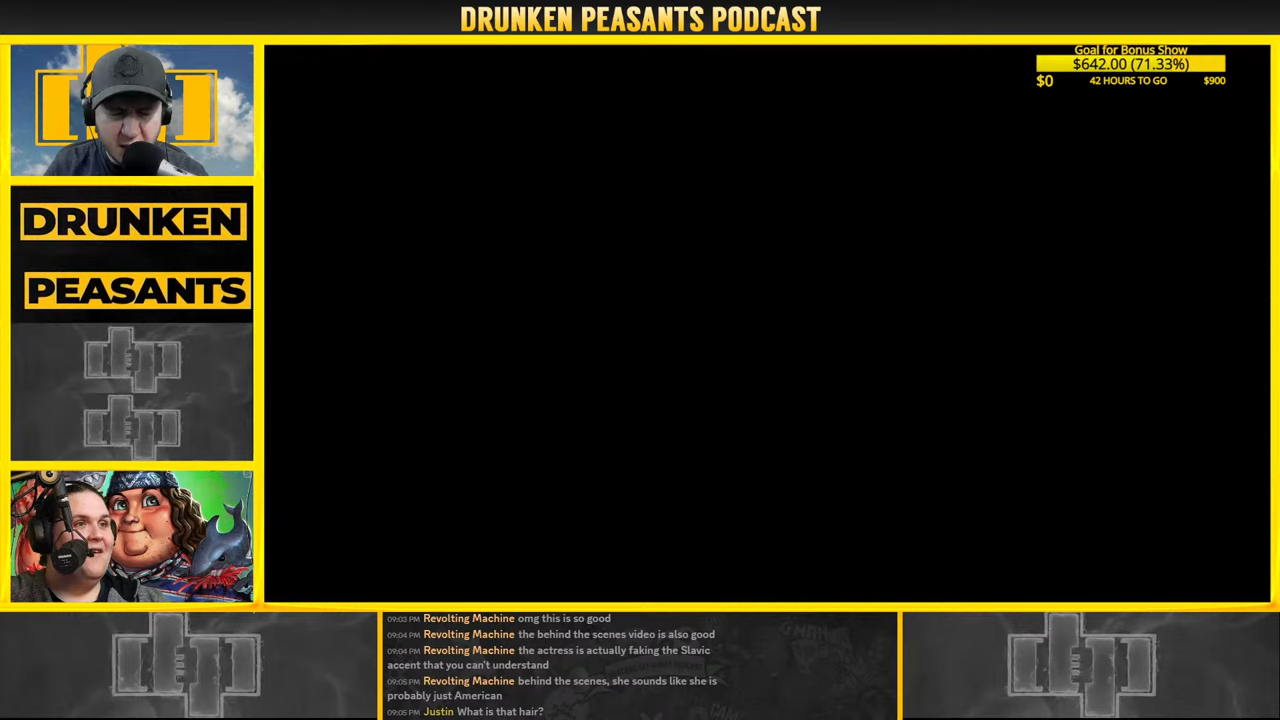 DRUNKEN PEASANTS PODCAST
Goal for Bonus Show
$642.00 (71.33%)
$0 42 HOURS TO GO $900
DRUNKEN
PEASANTS
09:03 PM Revolting Machine omg this is so good
09:04 PM Revolting Machine the behind the scenes video is also good
09:04 PM Revolting Machine the actress is actually faking the Slavic
accent that you can't understand
09:05 PM Revolting Machine behind the scenes, she sounds like she is
probably just American
09:05 PM Justin What is that hair?